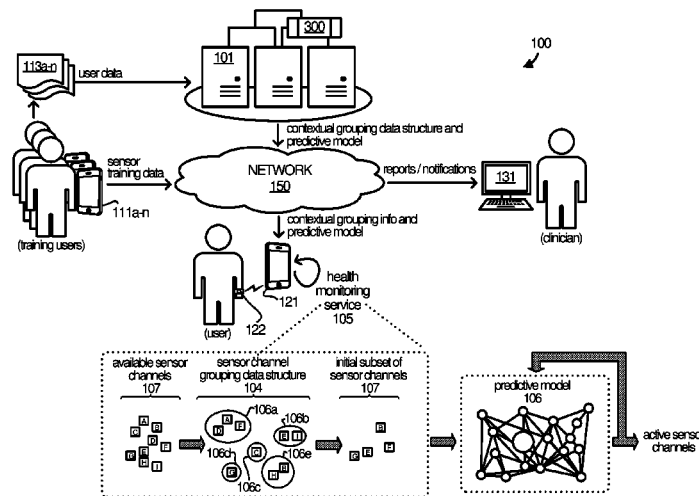 300
101
100
113a-n
user data
contextual grouping data structure and
predictive model
sensor
training data
NETWORK
150
reports / notifications
131
111a-n
(training users)
contextual grouping info and
predictive model
(clinician)
121
122
(user)
health
monitoring
service
105
available sensor
channels
107
sensor channel
grouping data structure
104
initial subset of
sensor channels
107
predictive model
106
106a
106b
106c
106d
106e
active sensor
channels